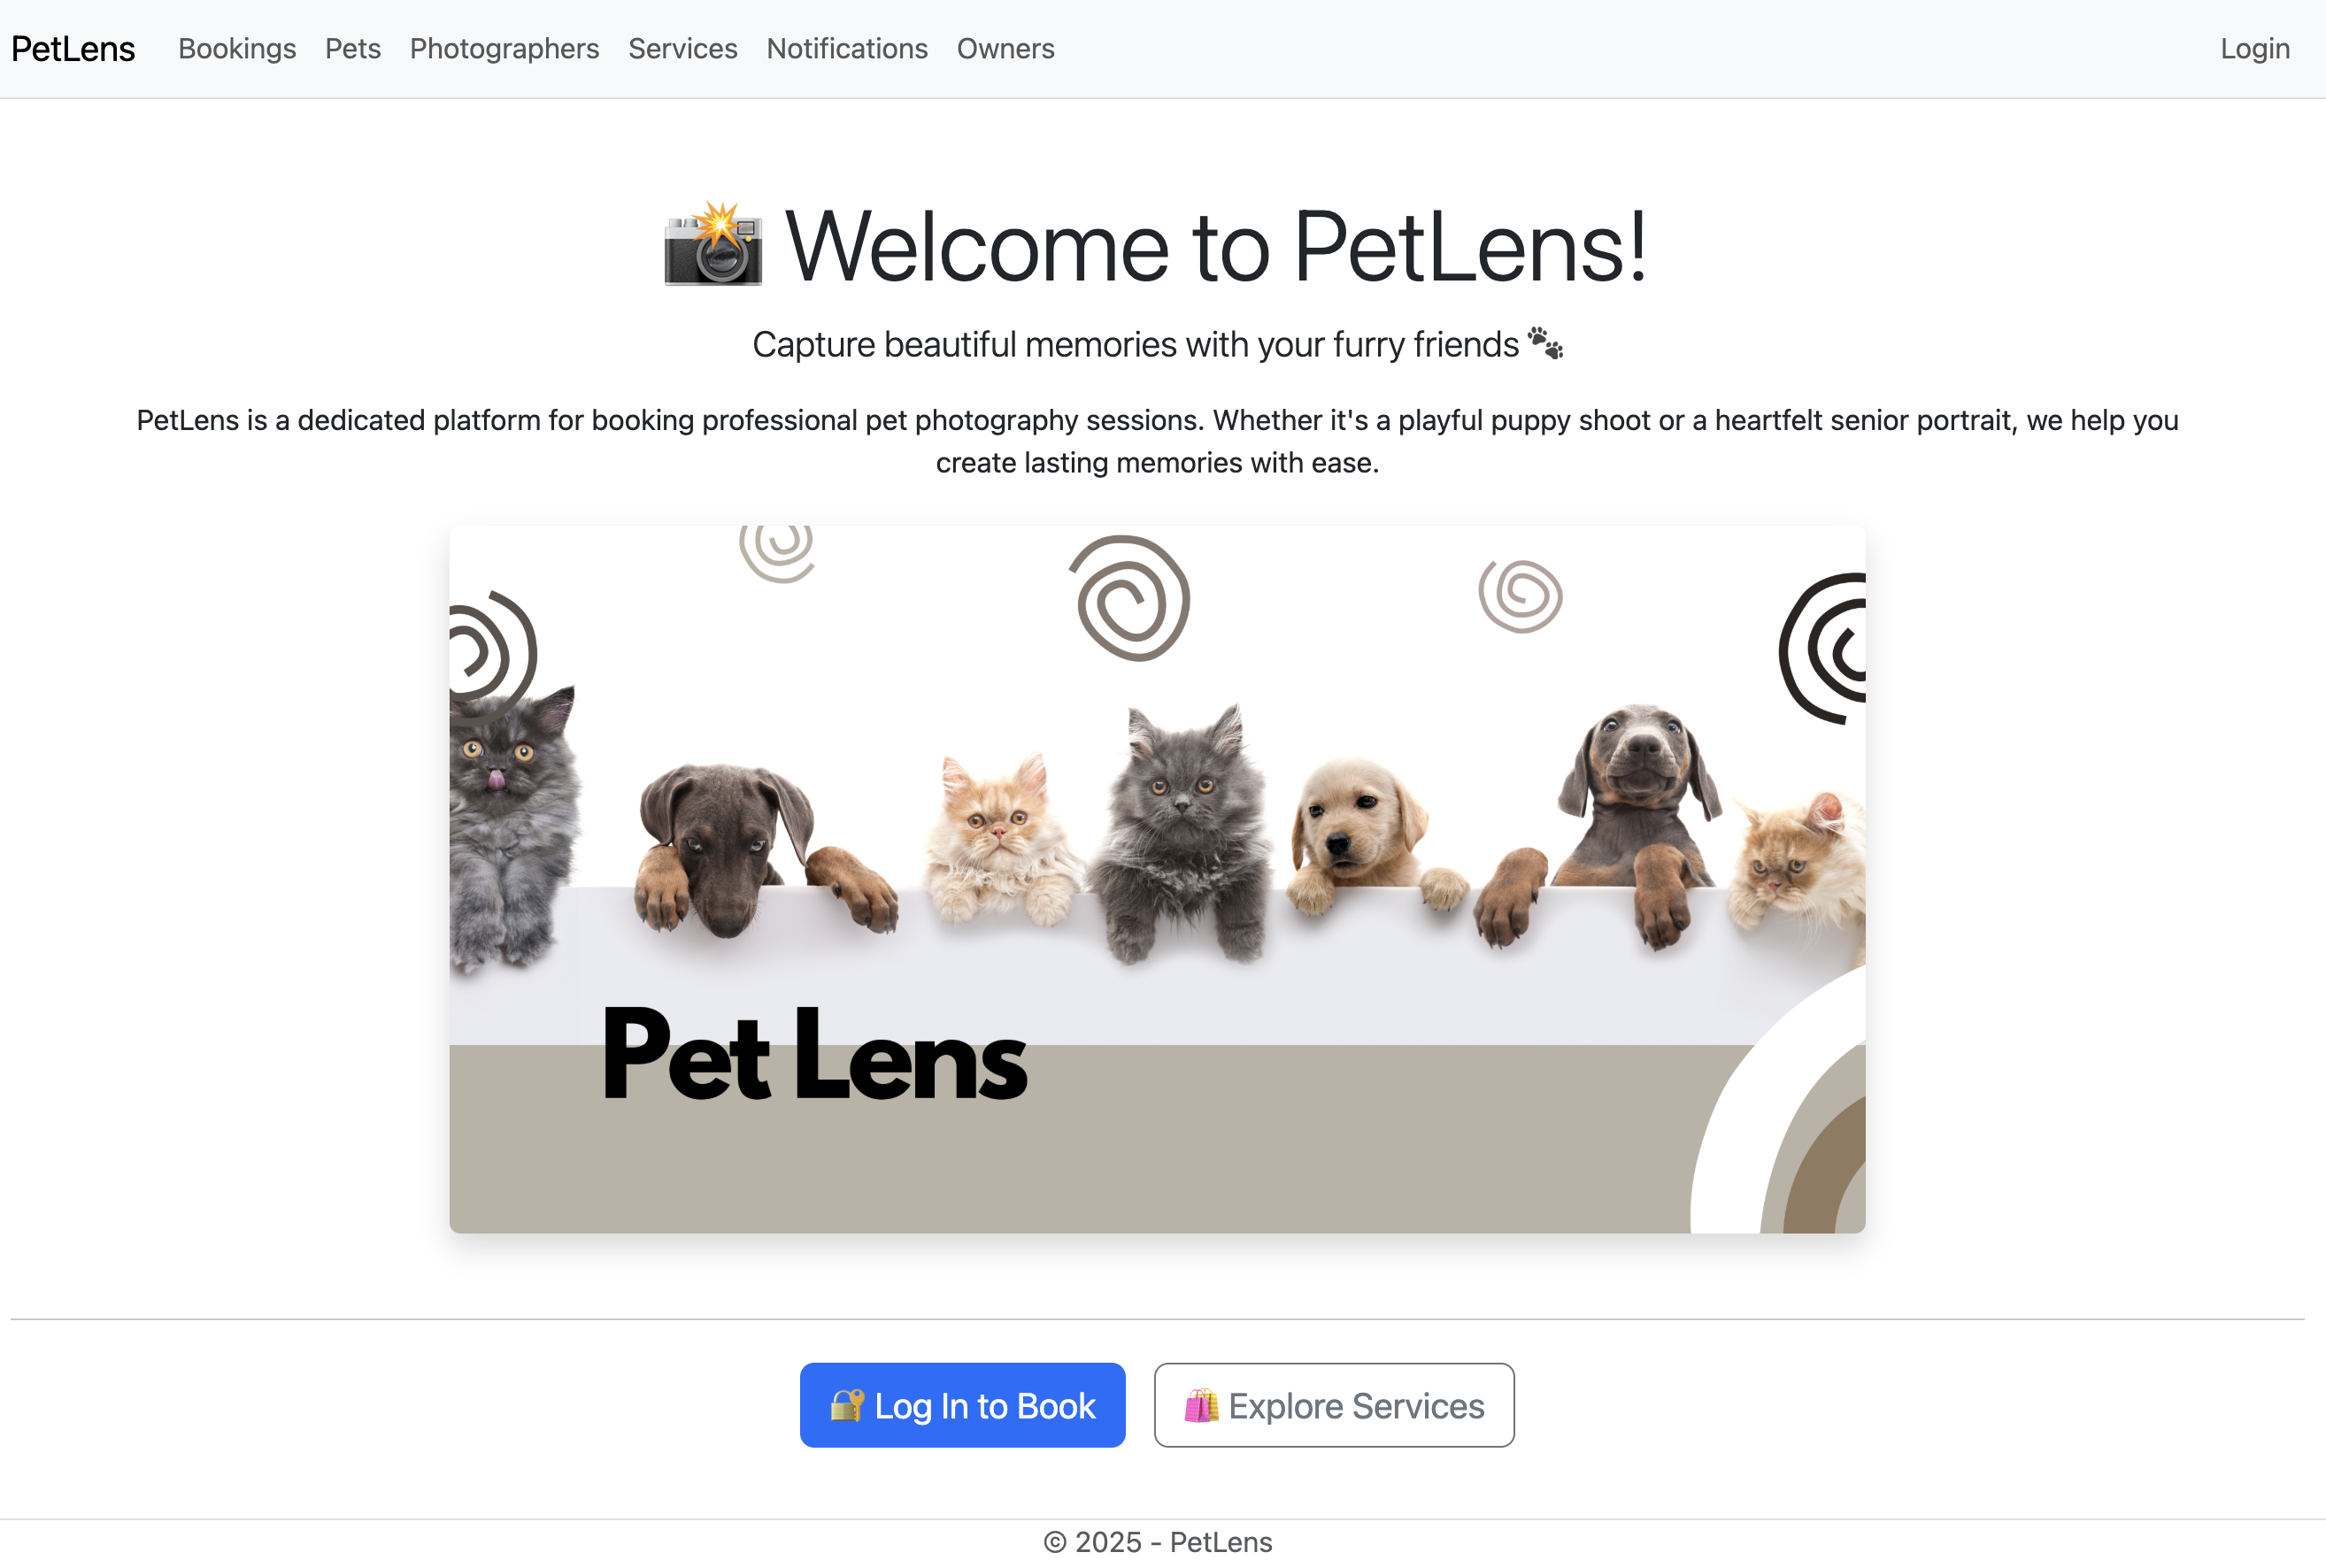 PetLens Bookings Pets Photographers Services Notifications Owners Login
📸 Welcome to PetLens!
Capture beautiful memories with your furry friends 🐾
PetLens is a dedicated platform for booking professional pet photography sessions. Whether it's a playful puppy shoot or a heartfelt senior portrait, we help you
create lasting memories with ease.
Pet Lens
🔐 Log In to Book 🛍️ Explore Services
© 2025 - PetLens